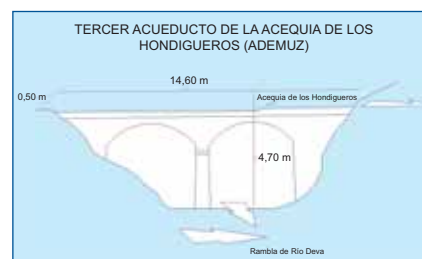 TERCER ACUEDUCTO DE LA ACEQUIA DE LOS
HONDIGUEROS (ADEMUZ)
14,60 m
0,50 m
Acequia de los Hondigueros
4,70 m
Rambla de Río Deva